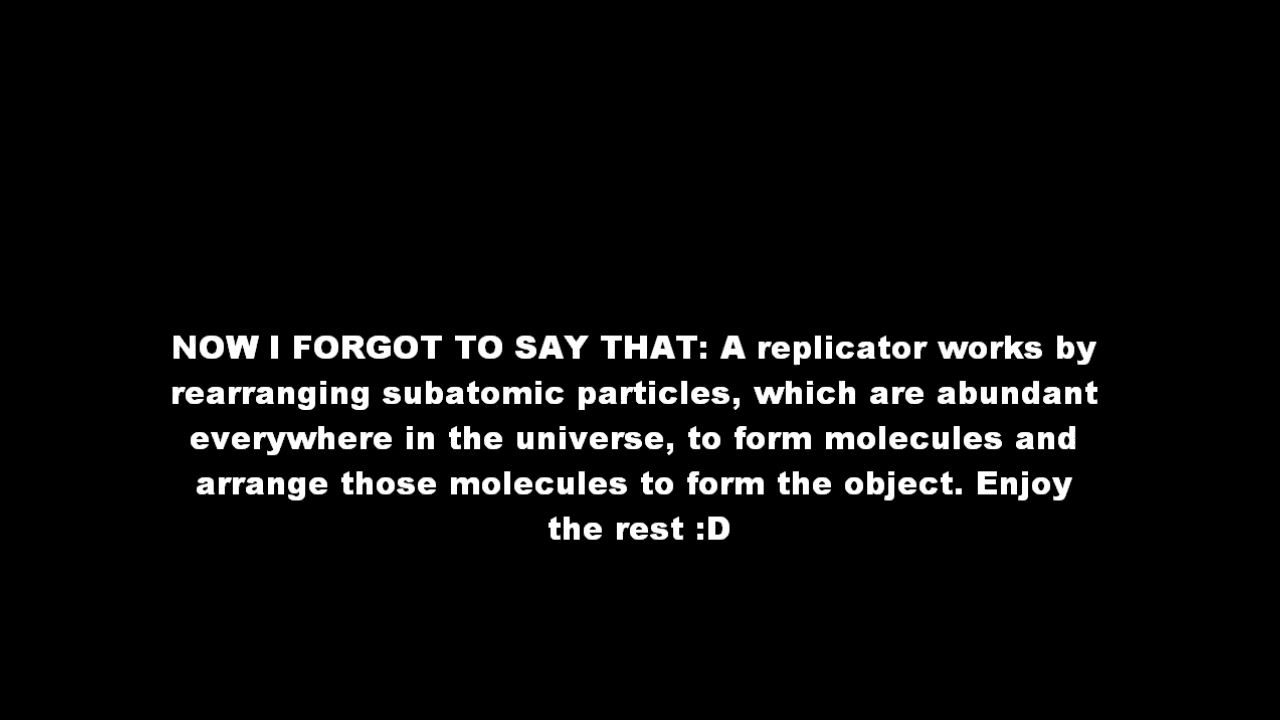 NOW I FORGOT TO SAY THAT: A replicator works by
rearranging subatomic particles, which are abundant
everywhere in the universe, to form molecules and
arrange those molecules to form the object. Enjoy
the rest :D